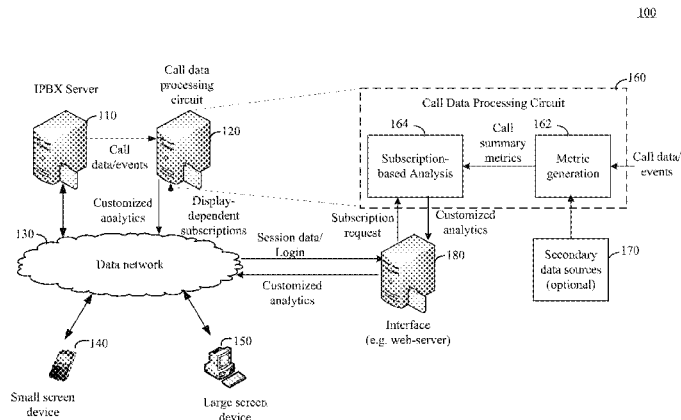 100
IPBX Server
Call data
processing
circuit
110
120
160
Call Data Processing Circuit
164
162
Call
summary
metrics
Subscription-
based Analysis
Metric
generation
Call data/
events
Call
data/events
Customized
analytics
Display-
dependent
subscriptions
Subscription
request
Customized
analytics
130
Data network
Session data/
Login
Customized
analytics
180
Secondary
data sources
(optional)
170
Interface
(e.g. web-server)
140
150
Small screen
device
Large screen
device